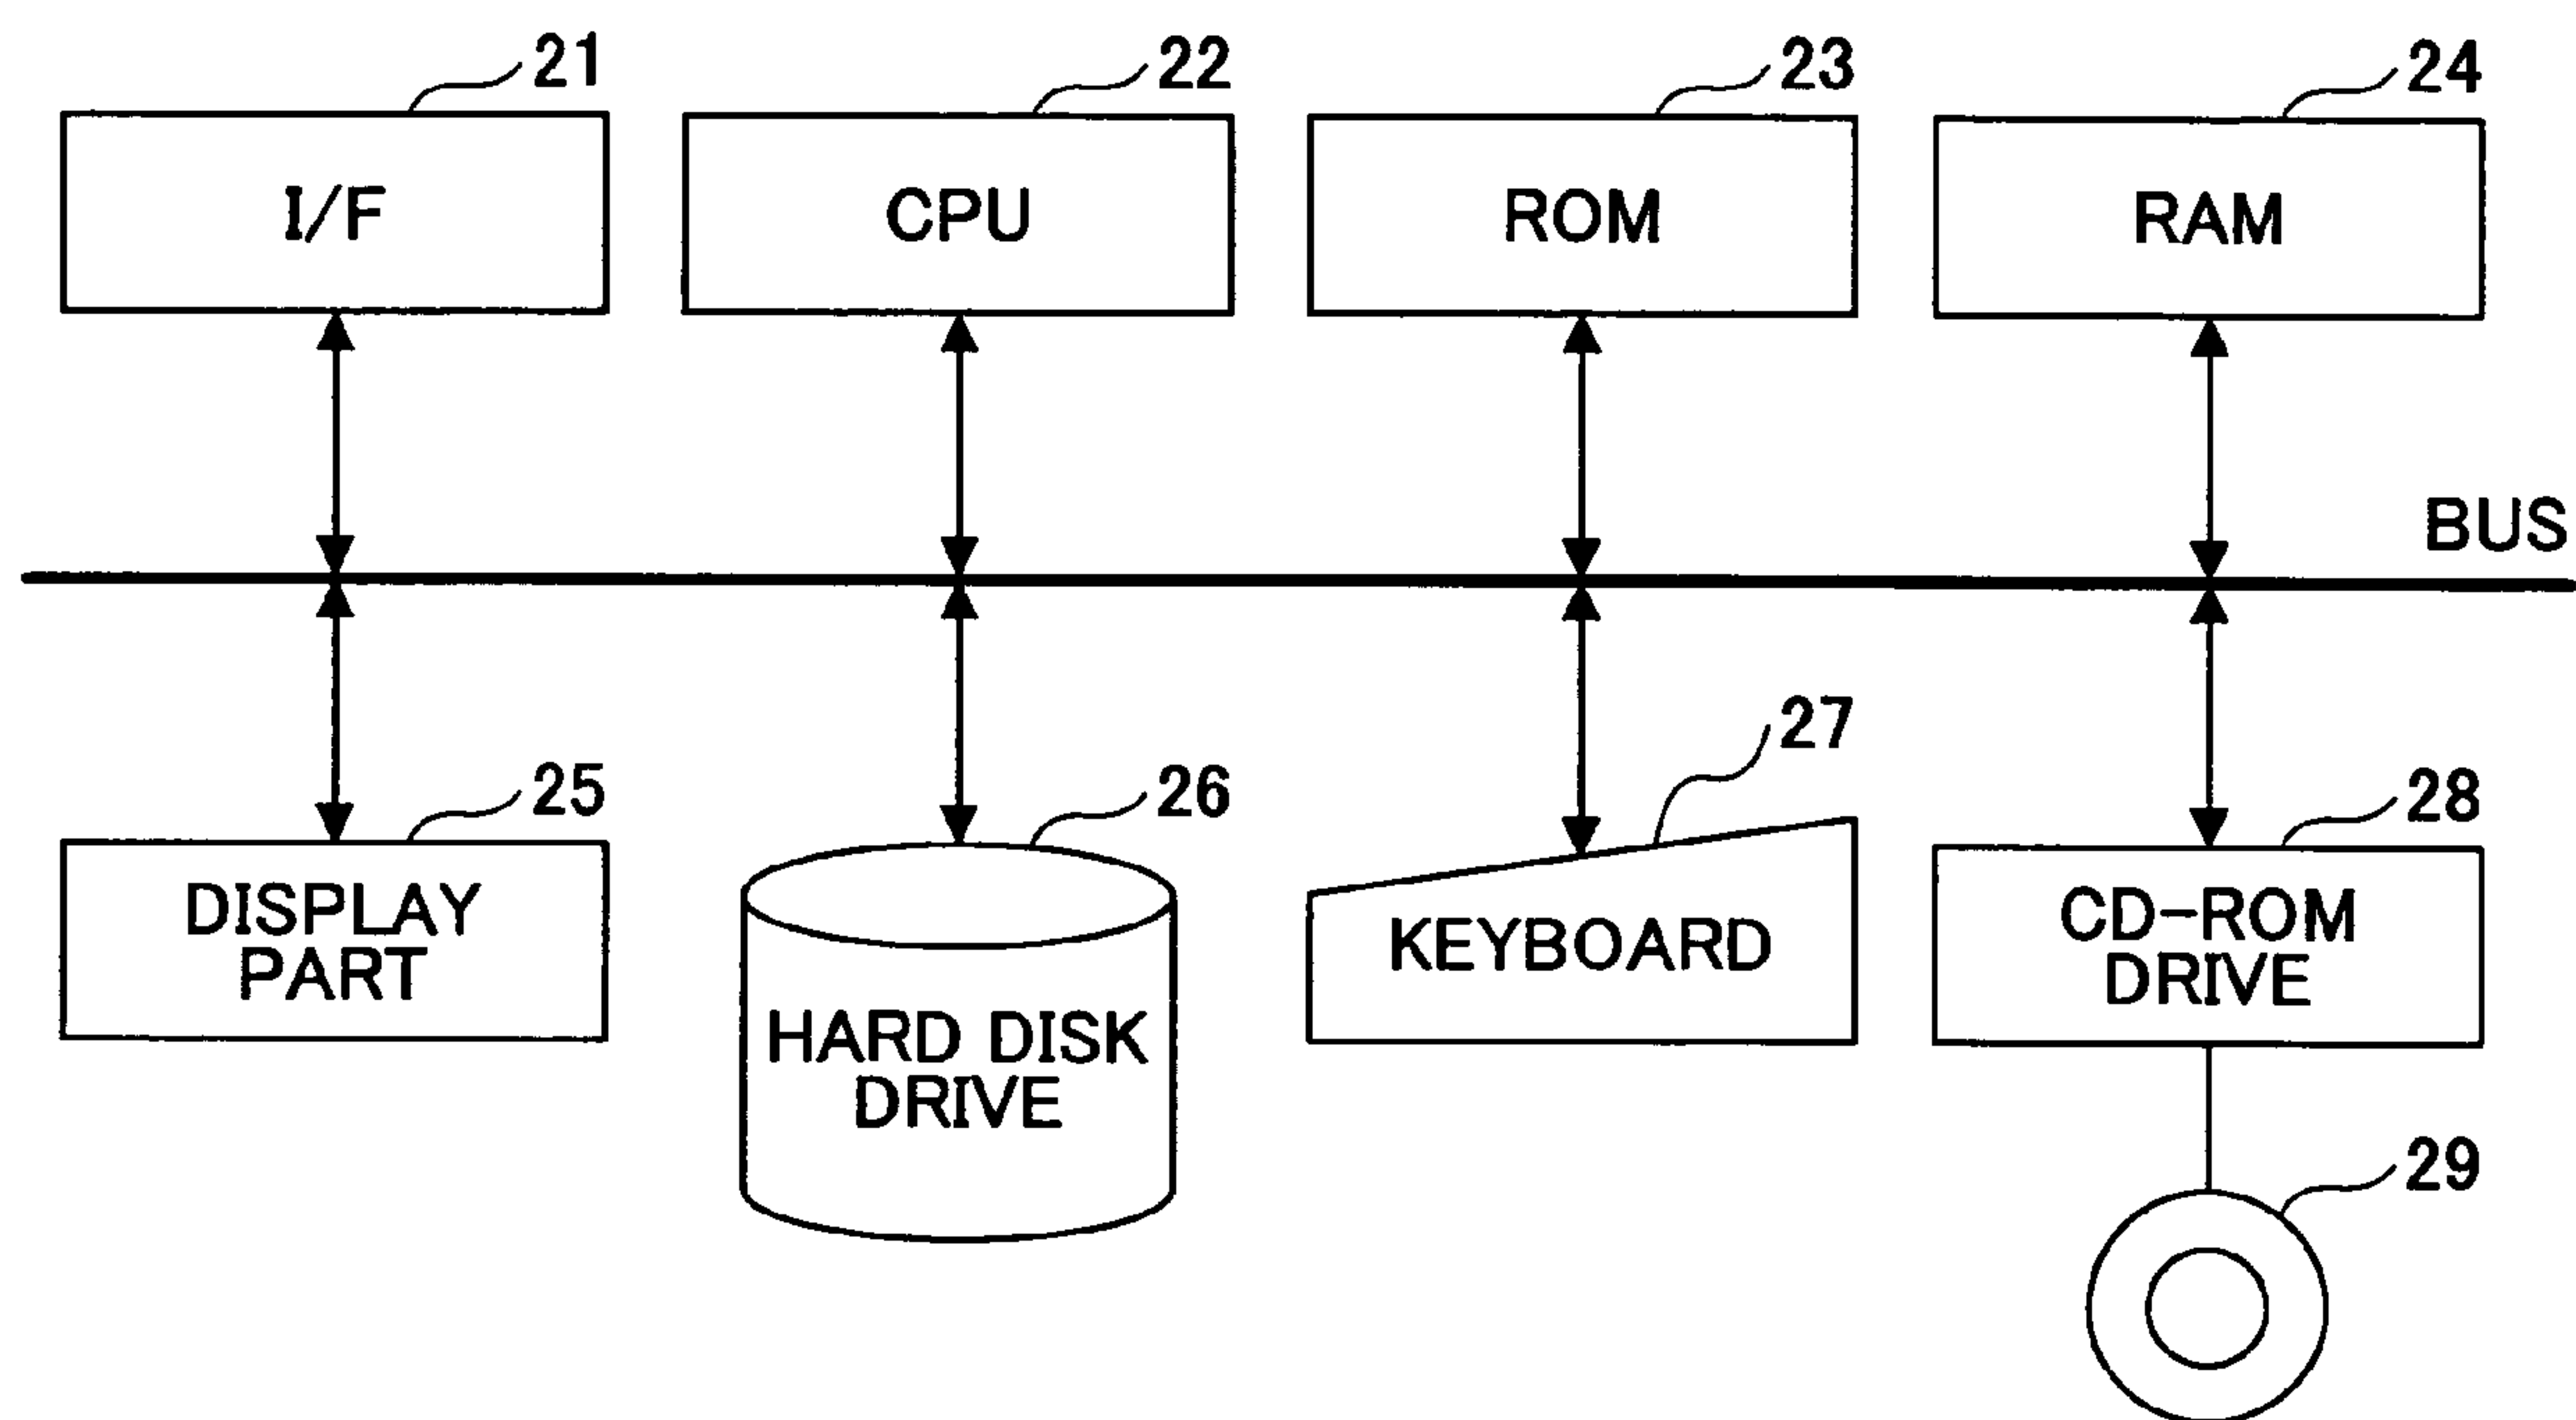 21
22
23
24
I/F
CPU
ROM
RAM
BUS
25
26
27
28
DISPLAY
PART
HARD DISK
DRIVE
KEYBOARD
CD-ROM
DRIVE
29